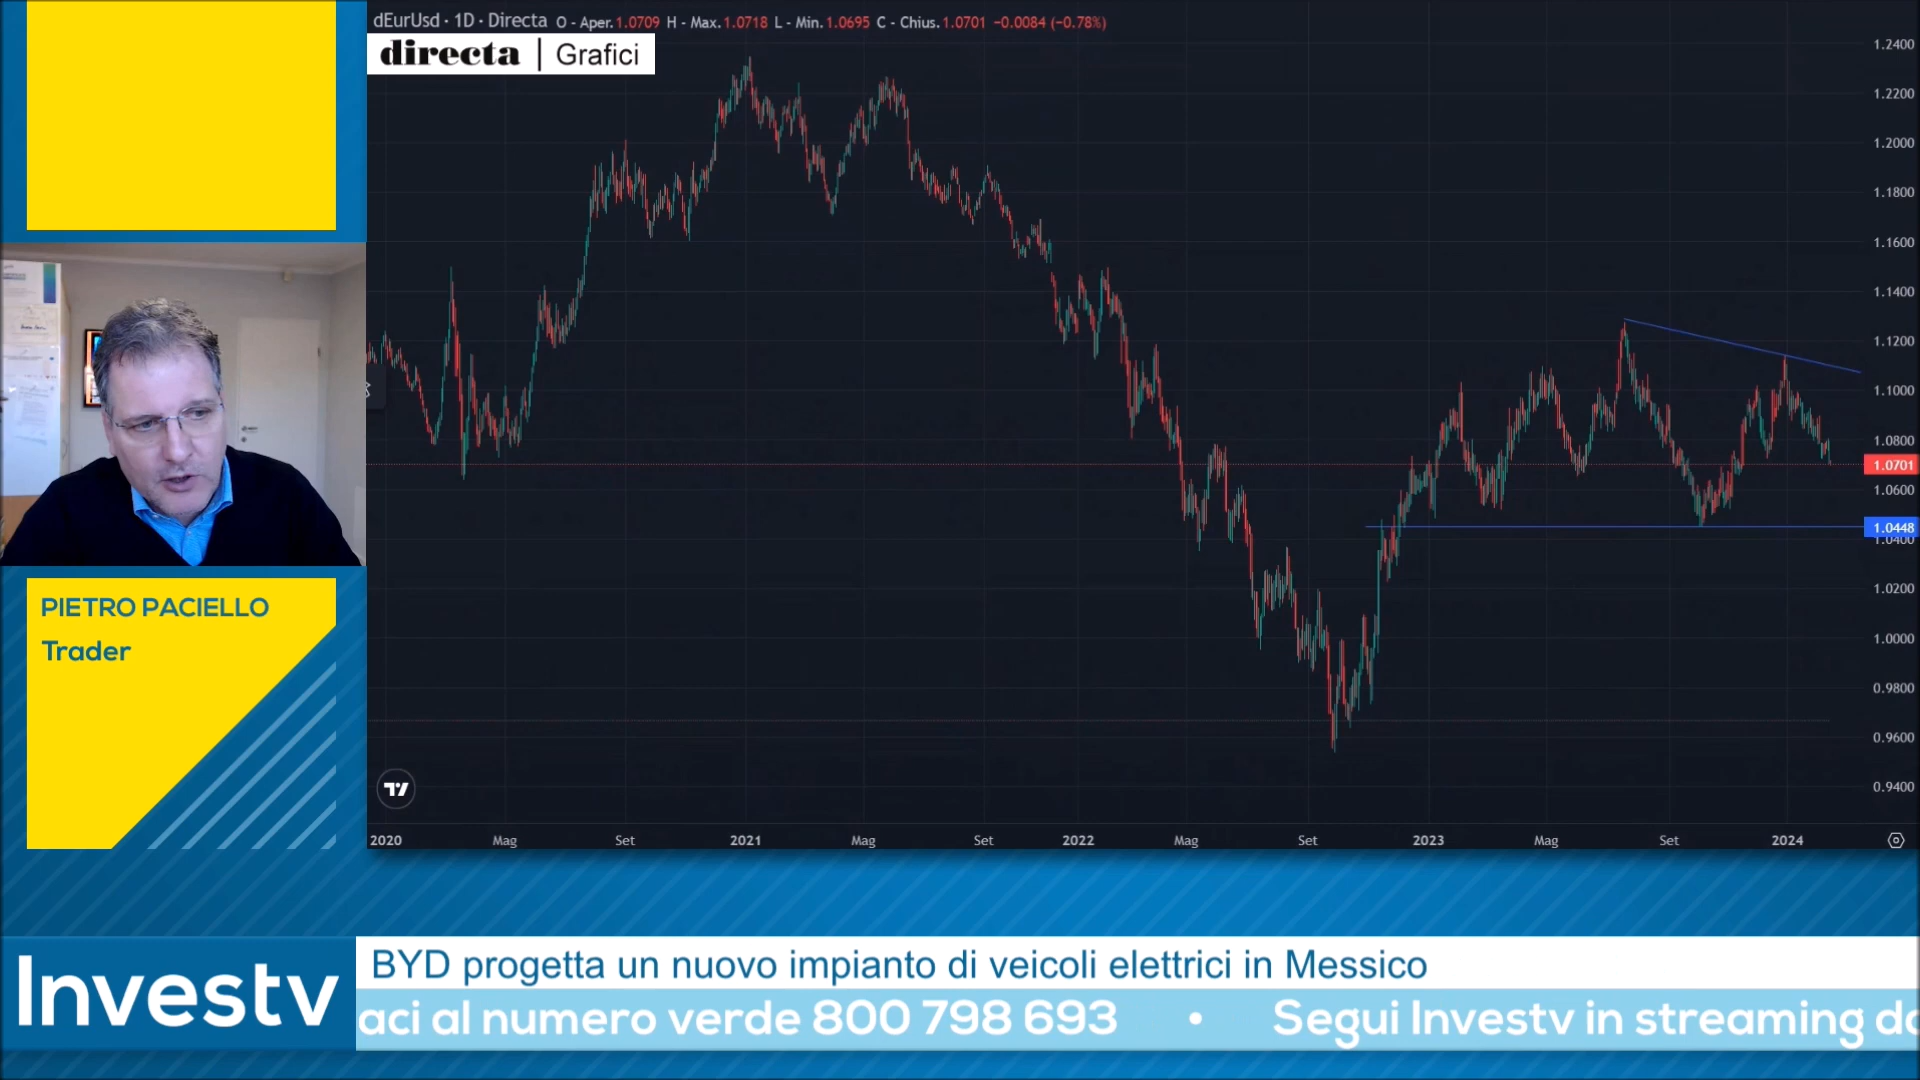 dEurUsd · 1D · Directa O - Aper.1.0709 H - Max.1.0718 L - Min.1.0695 C - Chius.1.0701 −0.0084 (−0.78%)
directa | Grafici
1.2400
1.2200
1.2000
1.1800
1.1600
1.1400
1.1200
1.1000
1.0800
1.0701
1.0600
1.0448
1.0400
1.0200
1.0000
0.9800
0.9600
0.9400
2020 Mag Set 2021 Mag Set 2022 Mag Set 2023 Mag Set 2024
PIETRO PACIELLO
Trader
Investv
BYD progetta un nuovo impianto di veicoli elettrici in Messico
aci al numero verde 800 798 693 • Segui Investv in streaming da